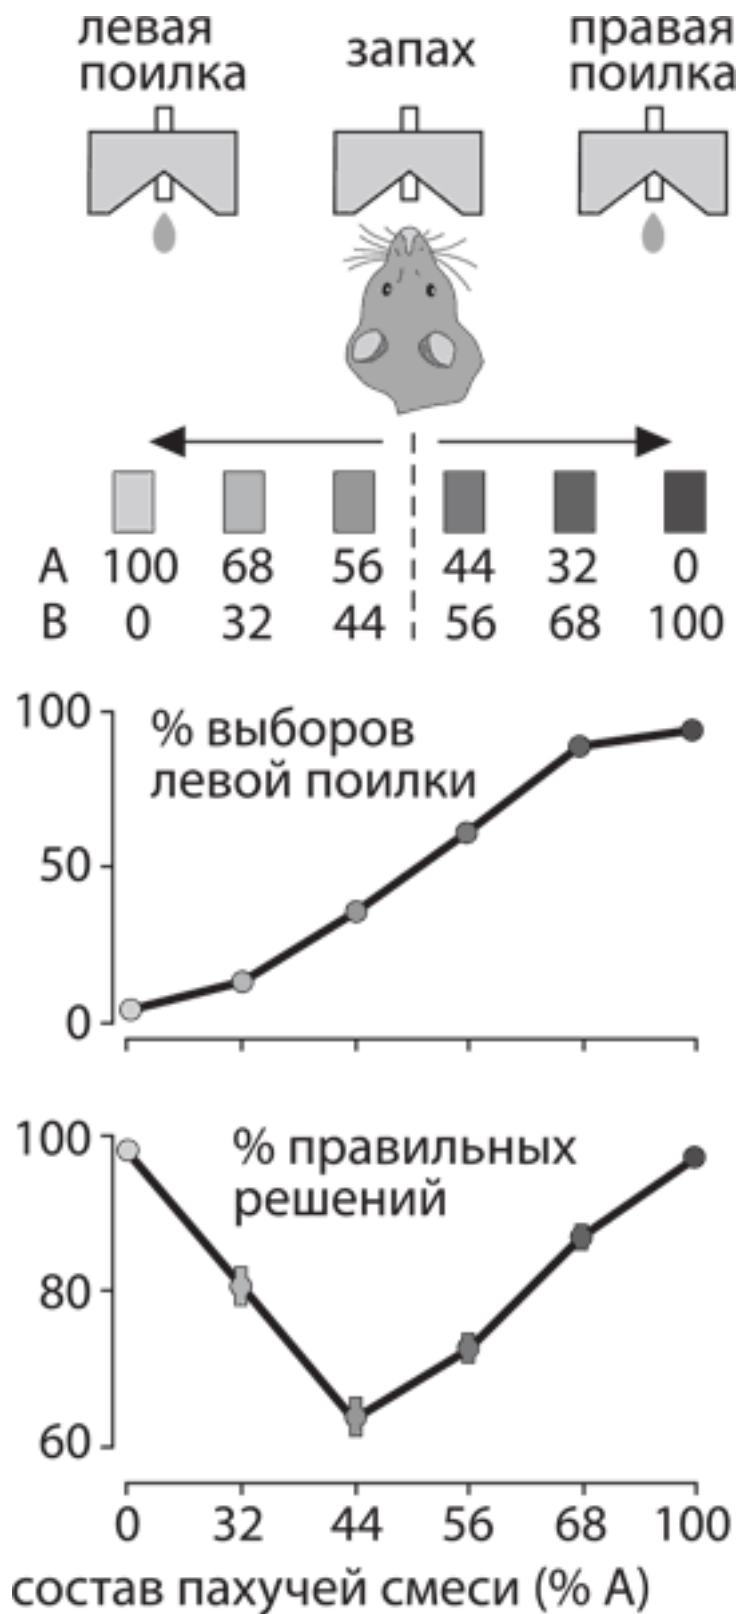 левая
поилка
запах
правая
поилка
А 100 68 56 44 32 0
В 0 32 44 56 68 100
100
% выборов
левой поилки
50
0
100
% правильных
решений
80
60
0 32 44 56 68 100
состав пахучей смеси (% А)